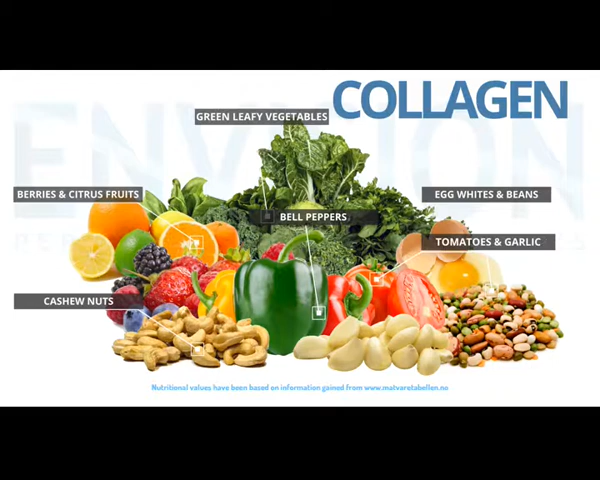 COLLAGEN
GREEN LEAFY VEGETABLES
BERRIES & CITRUS FRUITS
EGG WHITES & BEANS
BELL PEPPERS
TOMATOES & GARLIC
CASHEW NUTS
Nutritional values have been based on information gained from www.matvaretabellen.no